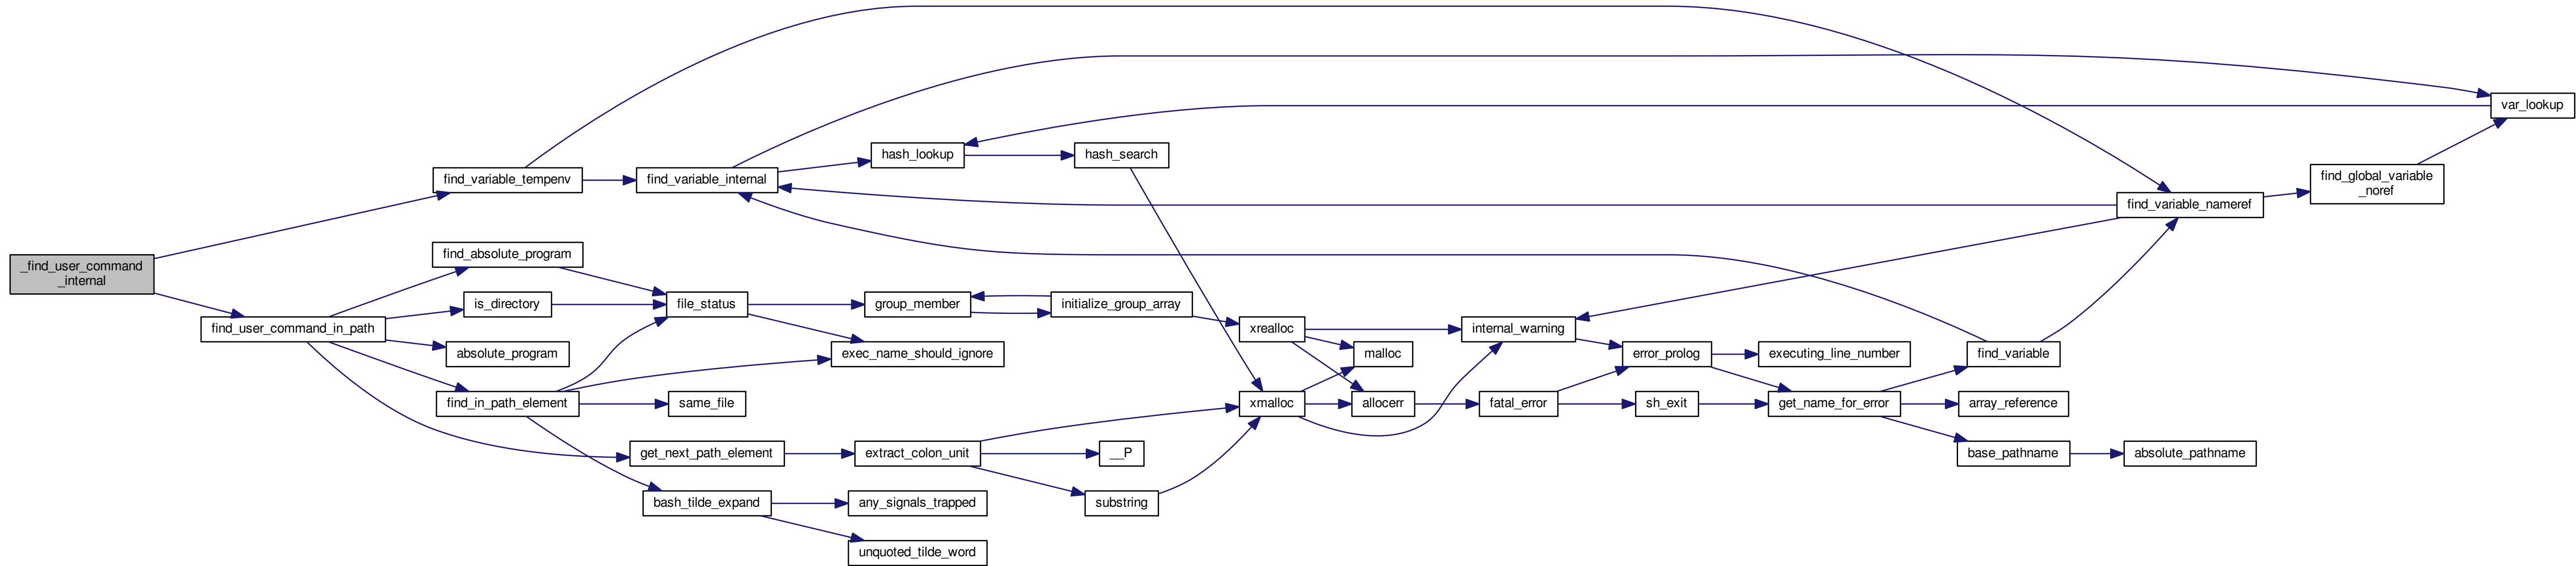 _find_user_command
_internal
find_variable_tempenv
find_user_command_in_path
find_absolute_program
is_directory
absolute_program
find_in_path_element
find_variable_internal
file_status
same_file
get_next_path_element
bash_tilde_expand
hash_lookup
group_member
exec_name_should_ignore
extract_colon_unit
any_signals_trapped
unquoted_tilde_word
hash_search
initialize_group_array
__P
substring
xrealloc
xmalloc
malloc
allocerr
internal_warning
fatal_error
error_prolog
sh_exit
executing_line_number
get_name_for_error
find_variable
array_reference
base_pathname
find_variable_nameref
absolute_pathname
find_global_variable
_noref
var_lookup